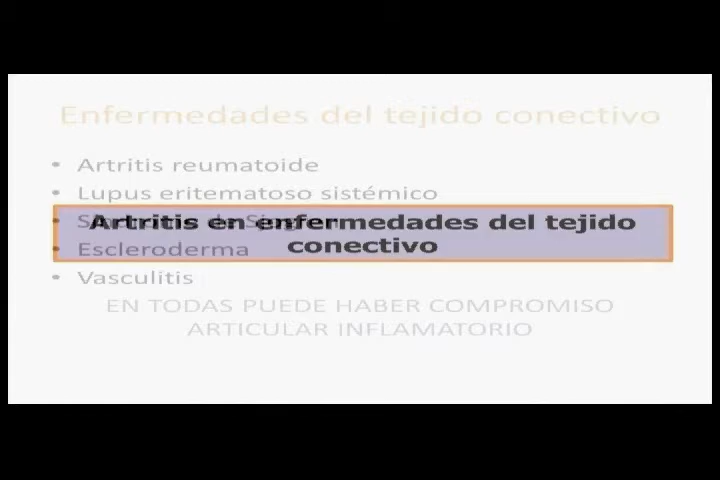 Enfermedades del tejido conectivo
• Artritis reumatoide
• Lupus eritematoso sistémico
Artritis en enfermedades del tejido
conectivo
• Escleroderma
• Vasculitis
EN TODAS PUEDE HABER COMPROMISO
ARTICULAR INFLAMATORIO